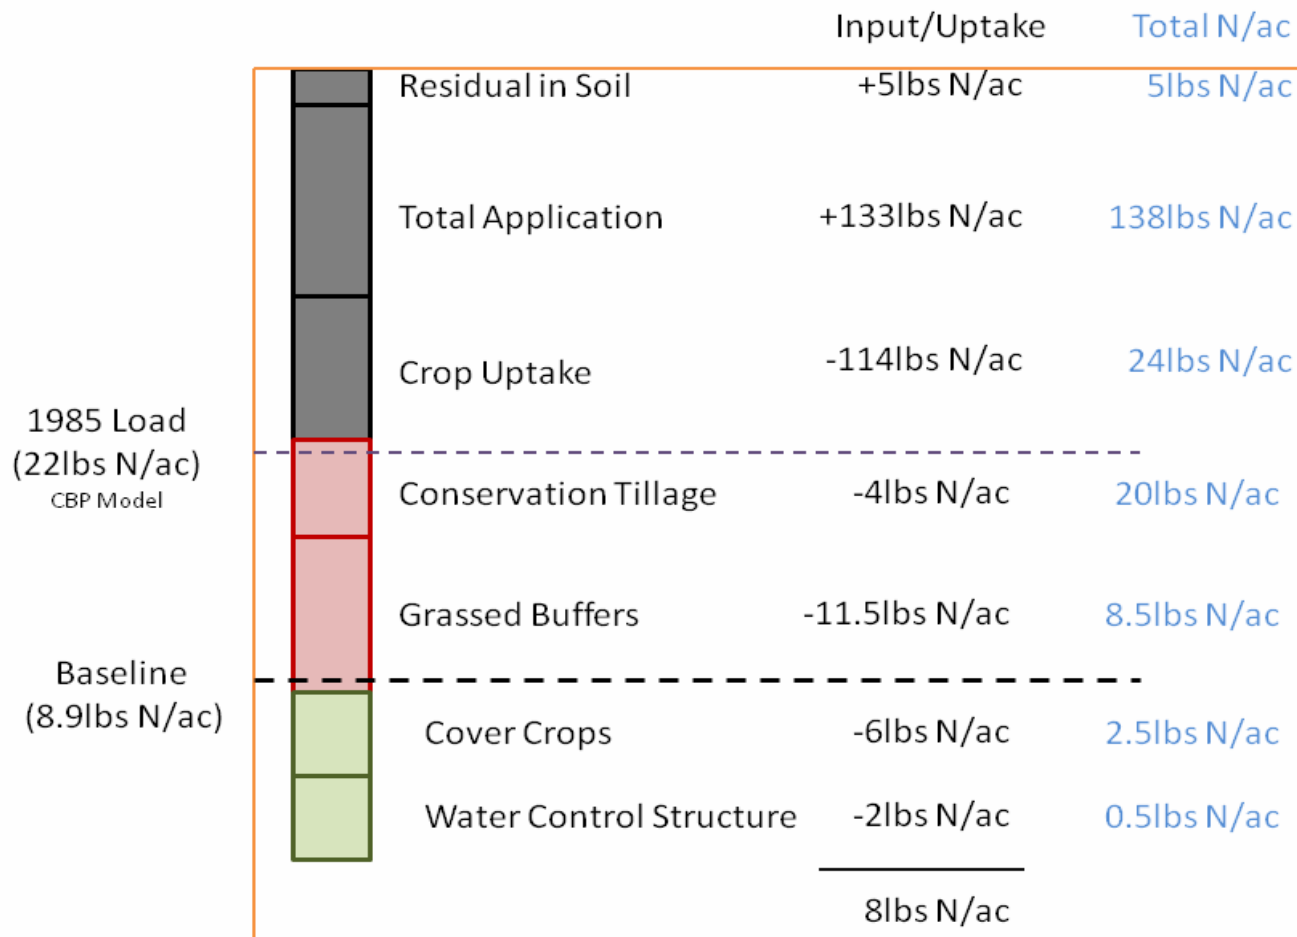 Input/Uptake Total N/ac
Residual in Soil +5lbs N/ac 5lbs N/ac
Total Application +133lbs N/ac 138lbs N/ac
Crop Uptake -114lbs N/ac 24lbs N/ac
1985 Load
(22lbs N/ac)
CBP Model
Conservation Tillage -4lbs N/ac 20lbs N/ac
Grassed Buffers -11.5lbs N/ac 8.5lbs N/ac
Baseline
(8.9lbs N/ac)
Cover Crops -6lbs N/ac 2.5lbs N/ac
Water Control Structure -2lbs N/ac 0.5lbs N/ac
8lbs N/ac